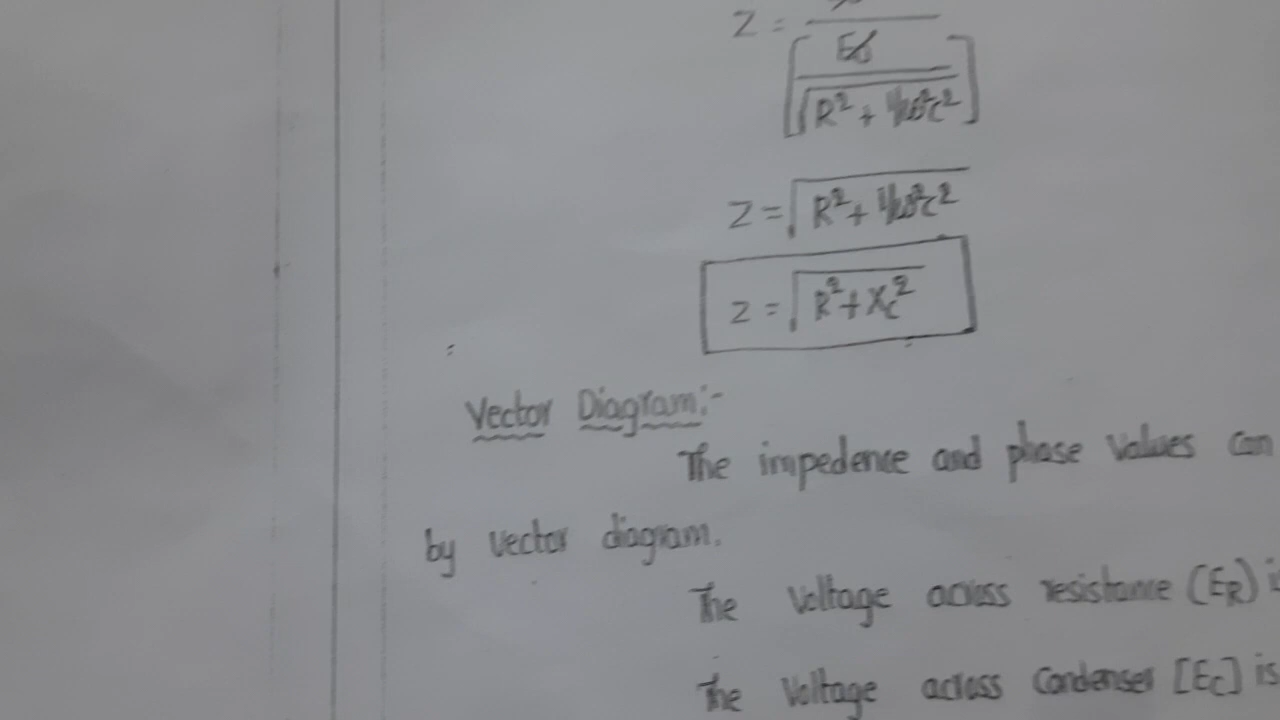 Z =
[E₀ / √R² + 1/ω²c²]
Z = √R² + 1/ω²c²
Z = √R² + Xc²
Vector Diagram:-
The impedence and phase values can
by vector diagram.
The Voltage across resistance (ER) i
The Voltage across Condenser [Ec] is